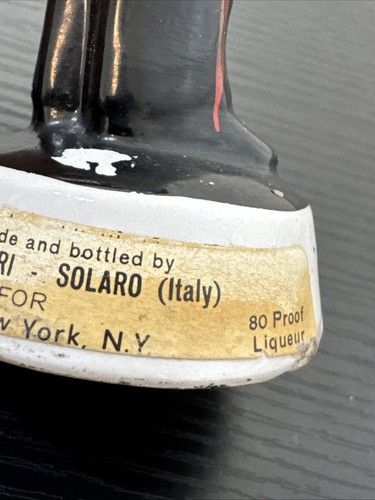 de and bottled by
RI - SOLARO (Italy)
FOR
w York, N.Y
80 Proof
Liqueur